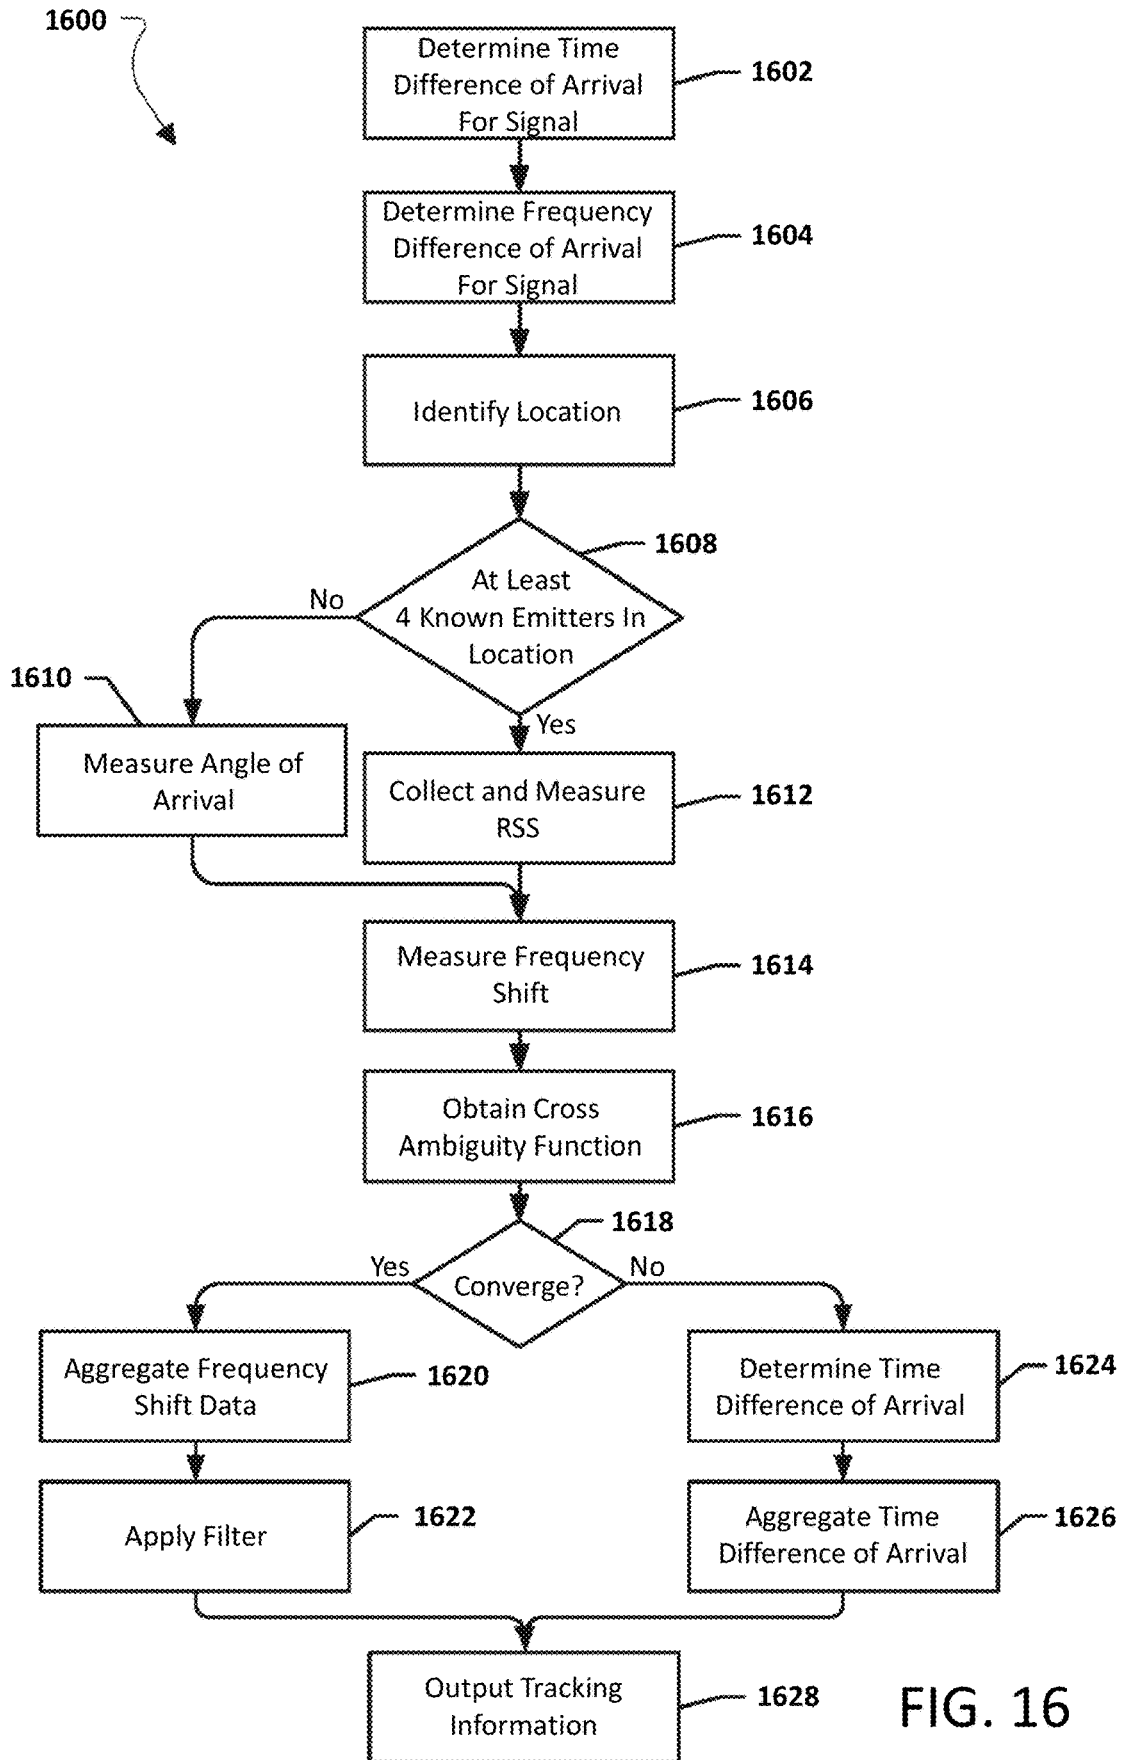 1600
Determine Time
Difference of Arrival
For Signal
1602
Determine Frequency
Difference of Arrival
For Signal
1604
Identify Location
1606
1608
At Least
4 Known Emitters In
Location
No
Yes
1610
Measure Angle of
Arrival
Collect and Measure
RSS
1612
Measure Frequency
Shift
1614
Obtain Cross
Ambiguity Function
1616
1618
Yes
Converge?
No
Aggregate Frequency
Shift Data
1620
Determine Time
Difference of Arrival
1624
Apply Filter
1622
Aggregate Time
Difference of Arrival
1626
Output Tracking
Information
1628
FIG. 16